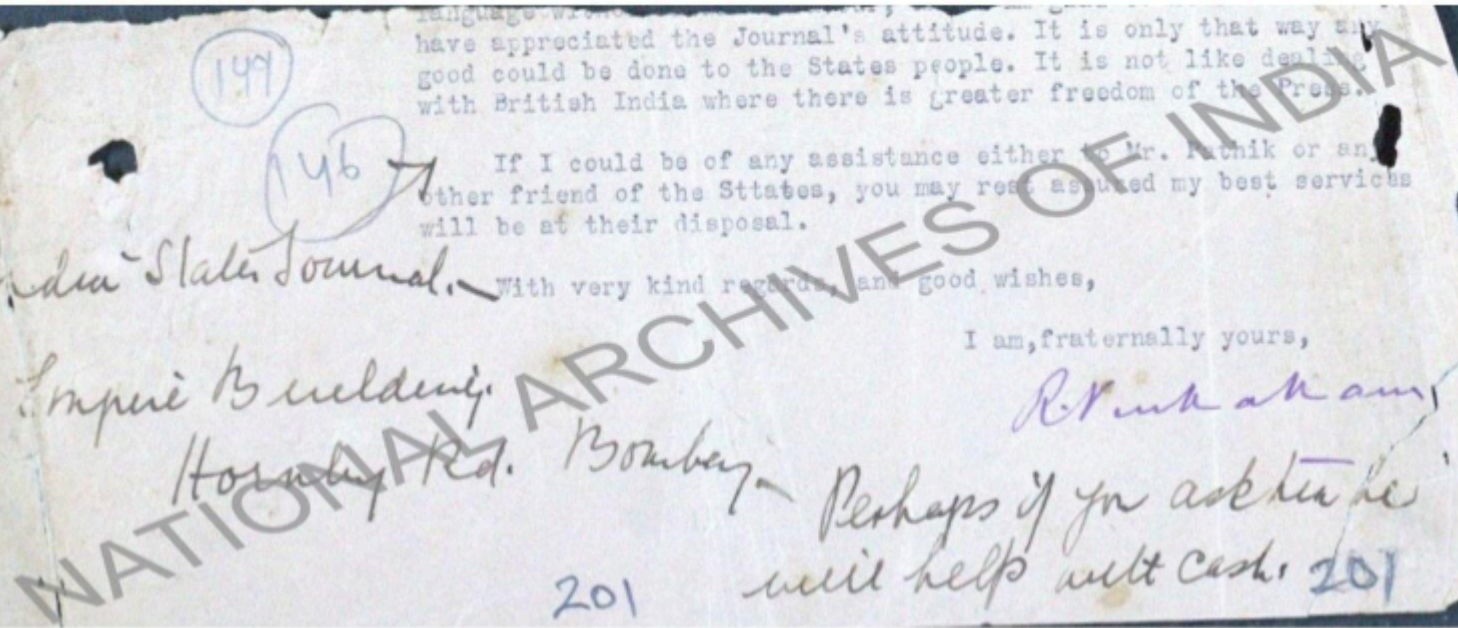 language
have appreciated the Journal's attitude. It is only that way any
good could be done to the States people. It is not like dealing
with British India where there is greater freedom of the Press.
149
146
If I could be of any assistance either to Mr. Pathik or any
other friend of the Sttates, you may rest assured my best services
will be at their disposal.
States Journal.
With very kind regards, and good wishes,
I am,fraternally yours,
Empire Building.
Hornby Rd. Bombay.
Perhaps if you ask him he
will help with cash.
201
201
NATIONAL ARCHIVES OF INDIA